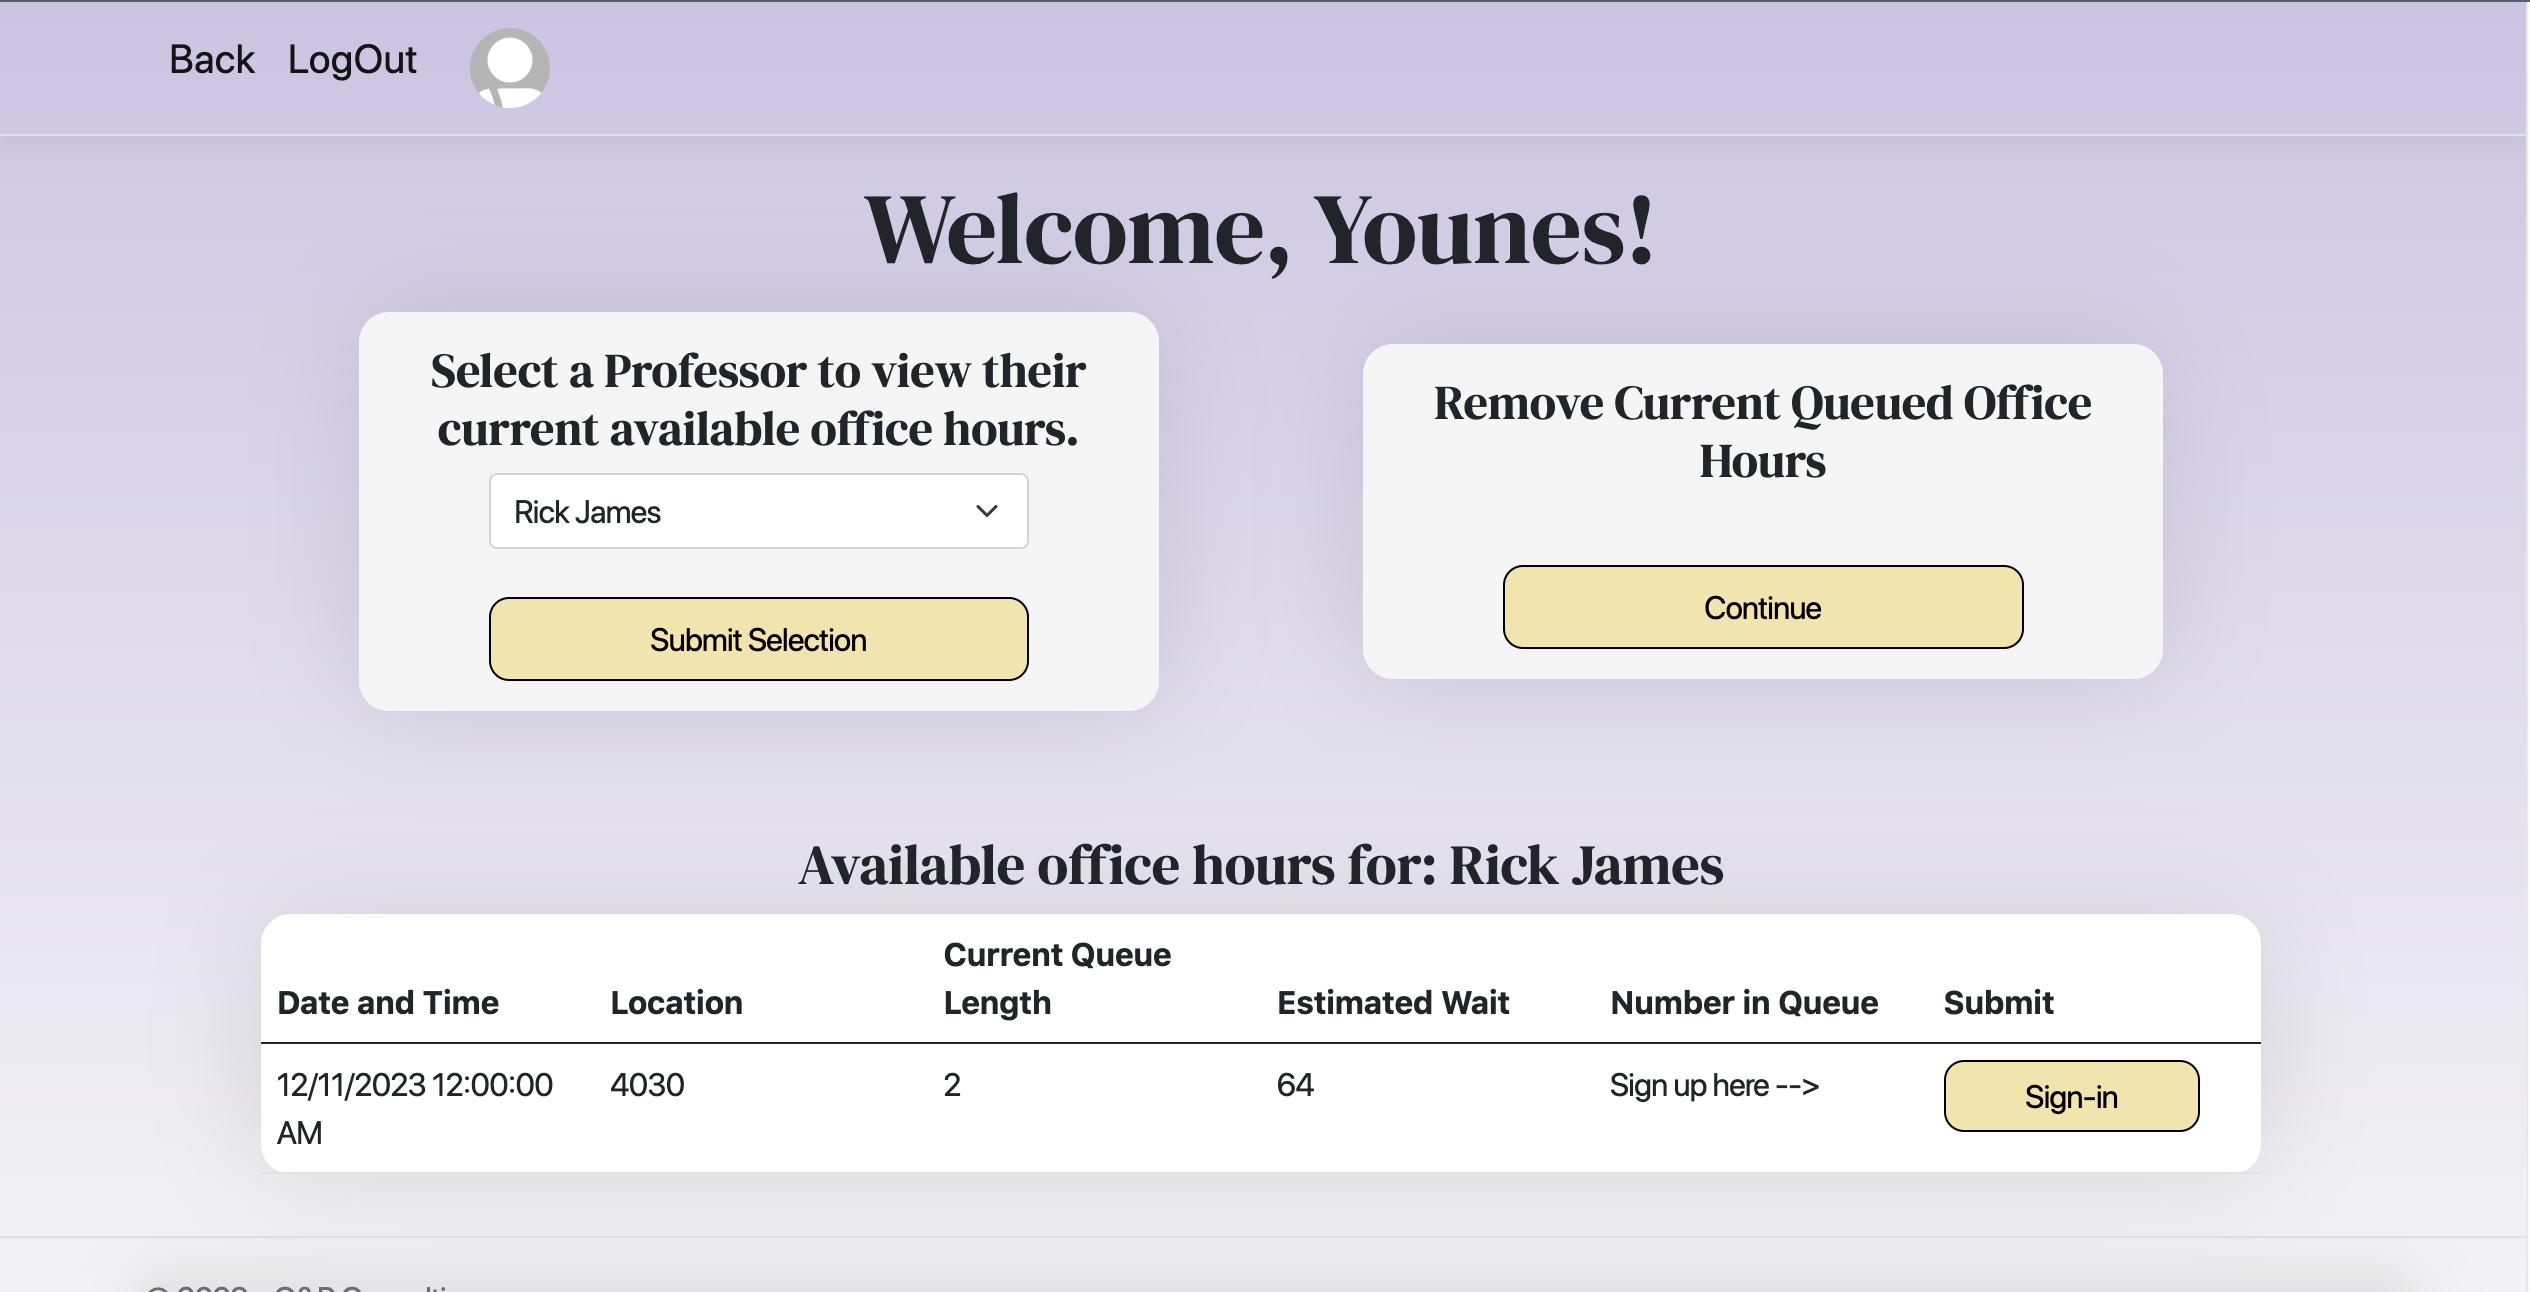 Back LogOut
Welcome, Younes!
Select a Professor to view their
current available office hours.
Rick James
Submit Selection
Remove Current Queued Office
Hours
Continue
Available office hours for: Rick James
Date and Time Location Current Queue Length Estimated Wait Number in Queue Submit
12/11/2023 12:00:00 AM 4030 2 64 Sign up here --> Sign-in